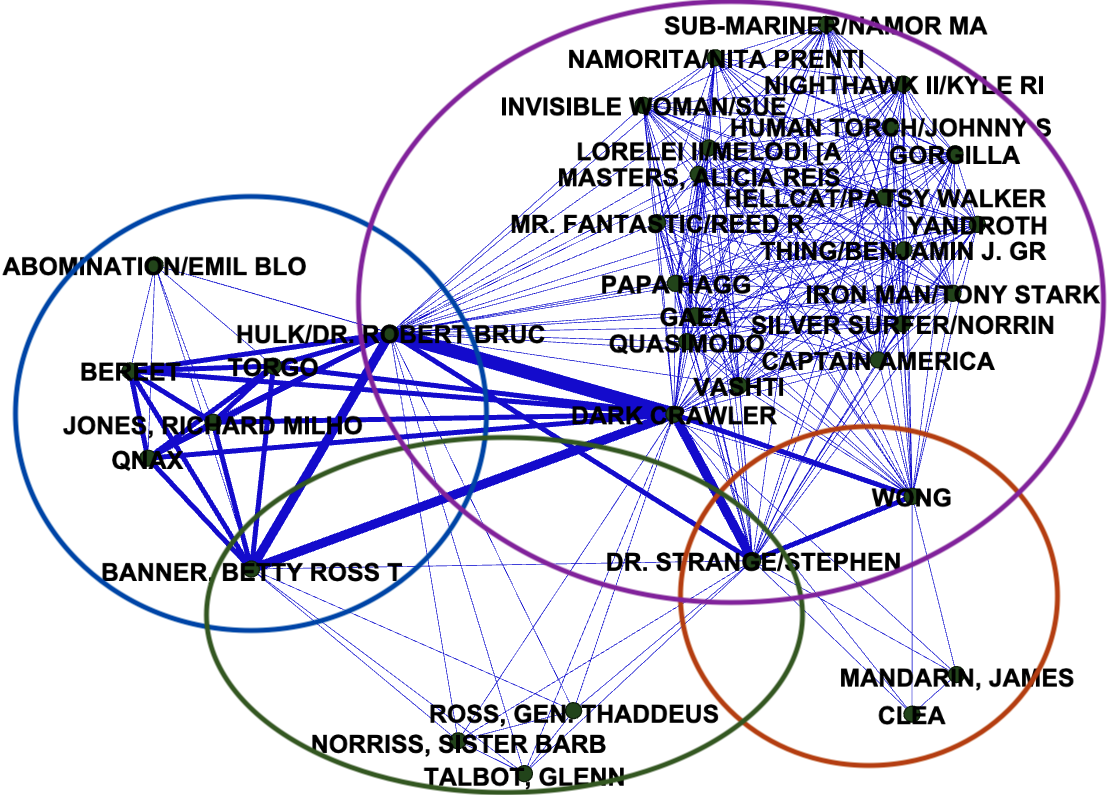 SUB-MARINER/NAMOR MA
NAMORITA/NITA PRENTI
NIGHTHAWK II/KYLE RI
INVISIBLE WOMAN/SUE
HUMAN TORCH/JOHNNY S
LORELEI II/MELODI [A
GORGILLA
MASTERS, ALICIA REIS
HELLCAT/PATSY WALKER
MR. FANTASTIC/REED R
YANDROTH
THING/BENJAMIN J. GR
ABOMINATION/EMIL BLO
PAPA HAGG
IRON MAN/TONY STARK
GAEA
SILVER SURFER/NORRIN
HULK/DR. ROBERT BRUC
QUASIMODO
CAPTAIN AMERICA
BEREET
TORGO
VASHTI
DARK CRAWLER
JONES, RICHARD MILHO
QNAX
WONG
DR. STRANGE/STEPHEN
BANNER, BETTY ROSS T
MANDARIN, JAMES
ROSS, GEN. THADDEUS
CLEA
NORRISS, SISTER BARB
TALBOT, GLENN